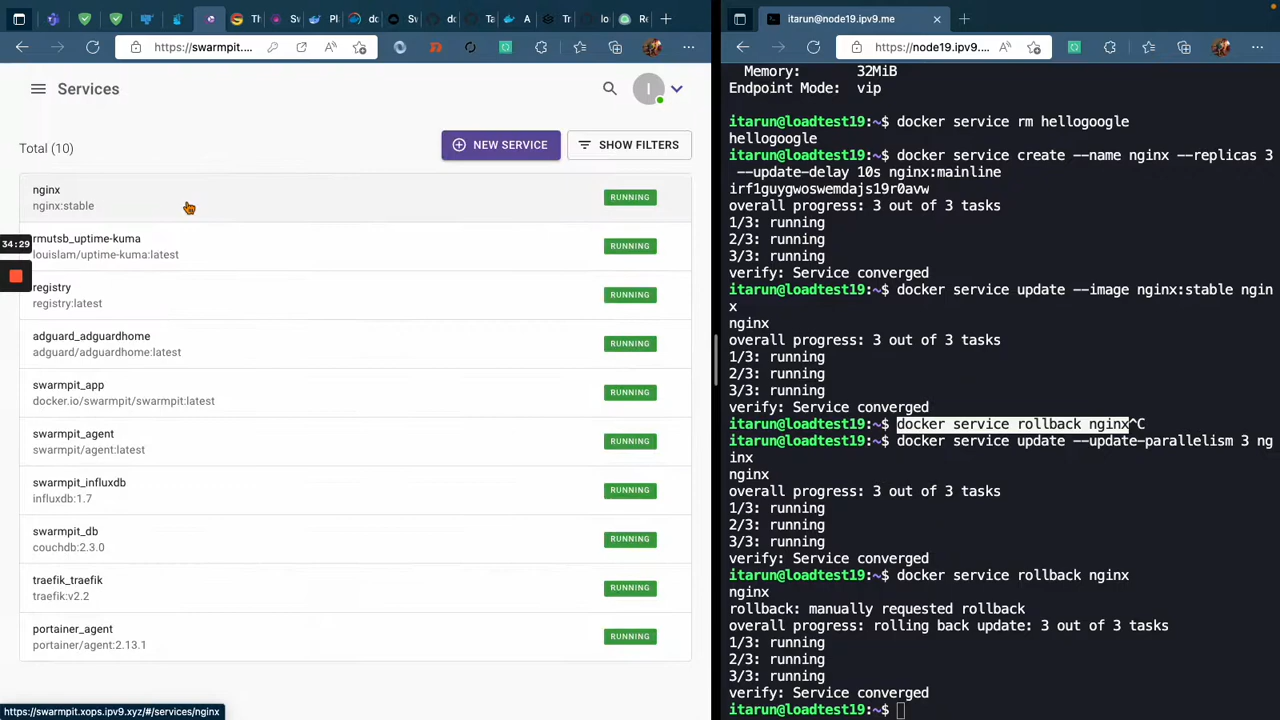 Th
Sw
Pl
do
Gi
Sw
do
Ta
Tr
lo
Re
https://swarmpit....
Services
I
Total (10)
NEW SERVICE
SHOW FILTERS
nginx
nginx:stable
RUNNING
34:29
rmutsb_uptime-kuma
louislam/uptime-kuma:latest
RUNNING
registry
registry:latest
RUNNING
adguard_adguardhome
adguard/adguardhome:latest
RUNNING
swarmpit_app
docker.io/swarmpit/swarmpit:latest
RUNNING
swarmpit_agent
swarmpit/agent:latest
RUNNING
swarmpit_influxdb
influxdb:1.7
RUNNING
swarmpit_db
couchdb:2.3.0
RUNNING
traefik_traefik
traefik:v2.2
RUNNING
portainer_agent
portainer/agent:2.13.1
RUNNING
https://swarmpit.xops.ipv9.xyz/#/services/nginx
itarun@node19.ipv9.me
https://node19.ipv9....
Memory: 32MiB
Endpoint Mode: vip
itarun@loadtest19:~$ docker service rm hellogoogle
hellogoogle
itarun@loadtest19:~$ docker service create --name nginx --replicas 3
--update-delay 10s nginx:mainline
irf1guygwoswemdajs19r0avw
overall progress: 3 out of 3 tasks
1/3: running
2/3: running
3/3: running
verify: Service converged
itarun@loadtest19:~$ docker service update --image nginx:stable ngin
x
nginx
overall progress: 3 out of 3 tasks
1/3: running
2/3: running
3/3: running
verify: Service converged
itarun@loadtest19:~$ docker service rollback nginx^C
itarun@loadtest19:~$ docker service update --update-parallelism 3 ng
inx
nginx
overall progress: 3 out of 3 tasks
1/3: running
2/3: running
3/3: running
verify: Service converged
itarun@loadtest19:~$ docker service rollback nginx
nginx
rollback: manually requested rollback
overall progress: rolling back update: 3 out of 3 tasks
1/3: running
2/3: running
3/3: running
verify: Service converged
itarun@loadtest19:~$